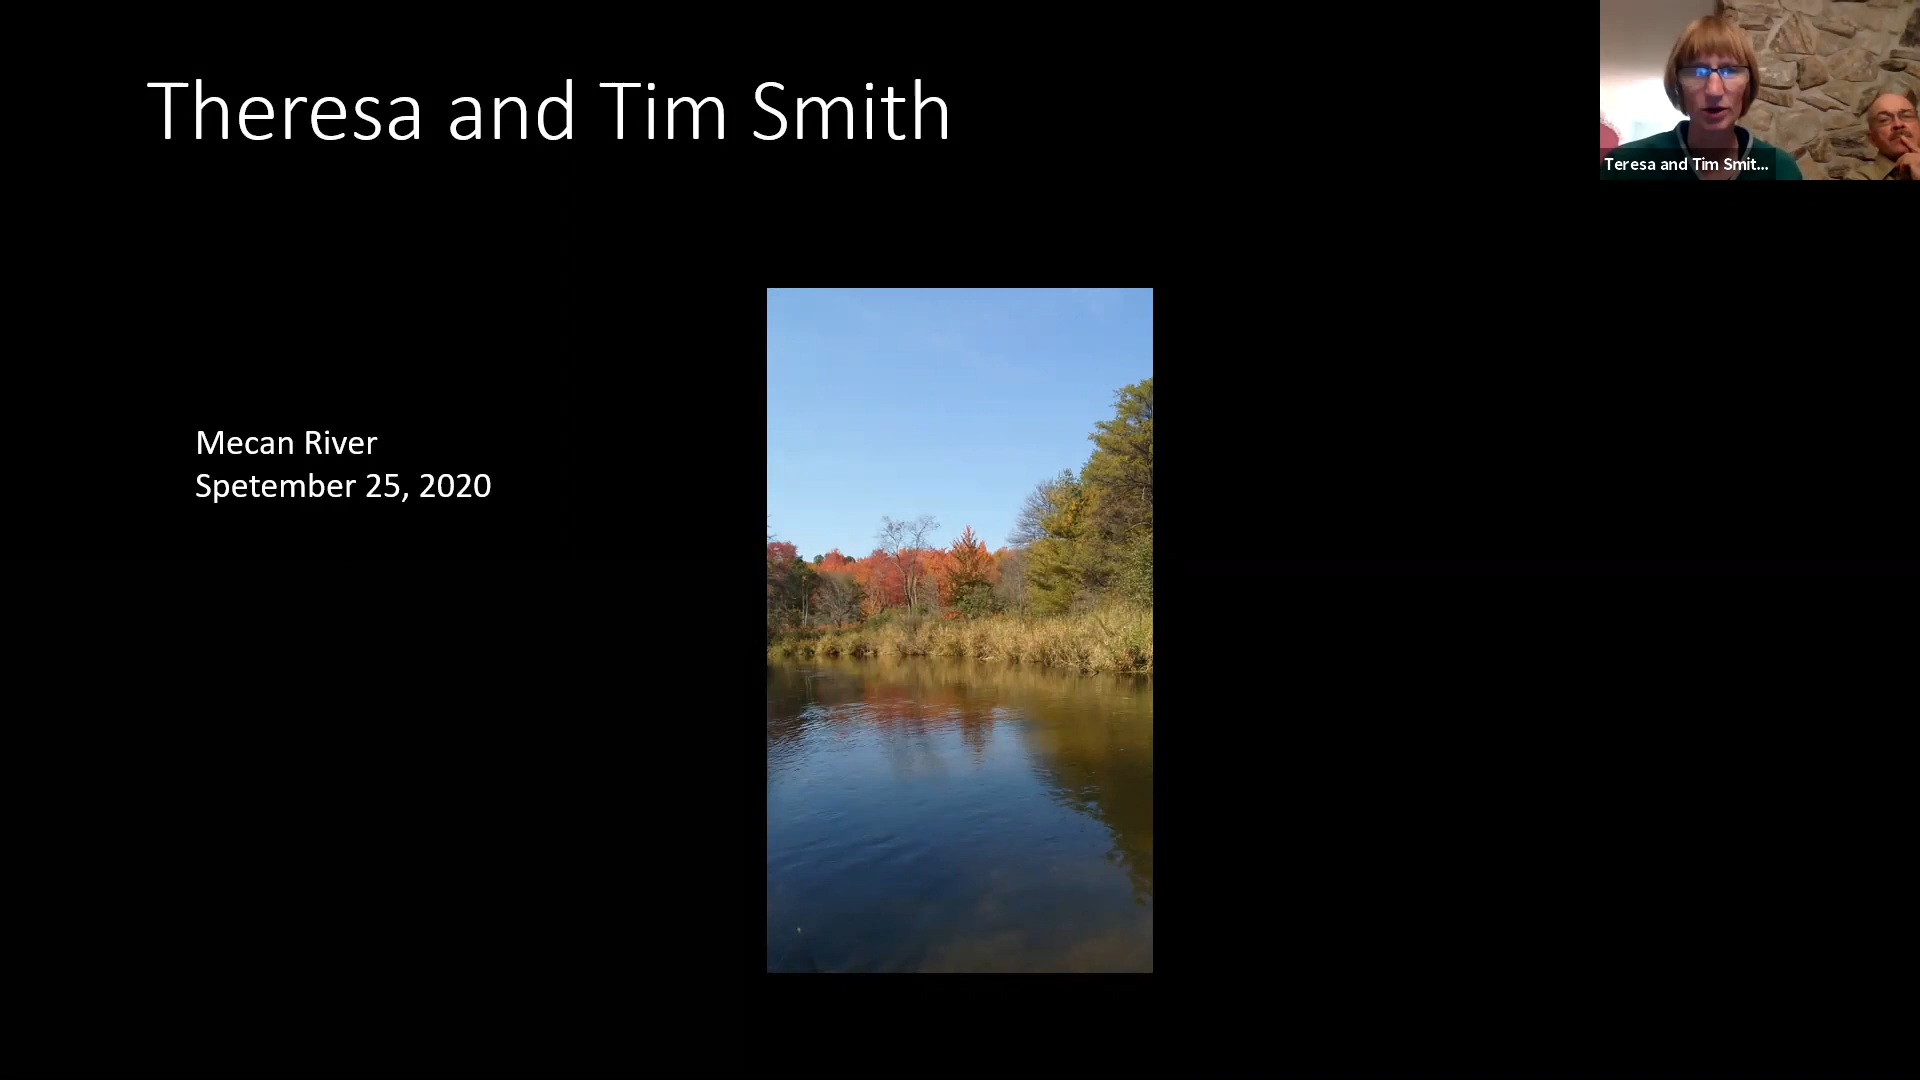 Theresa and Tim Smith
Teresa and Tim Smit...
Mecan River
Spetember 25, 2020